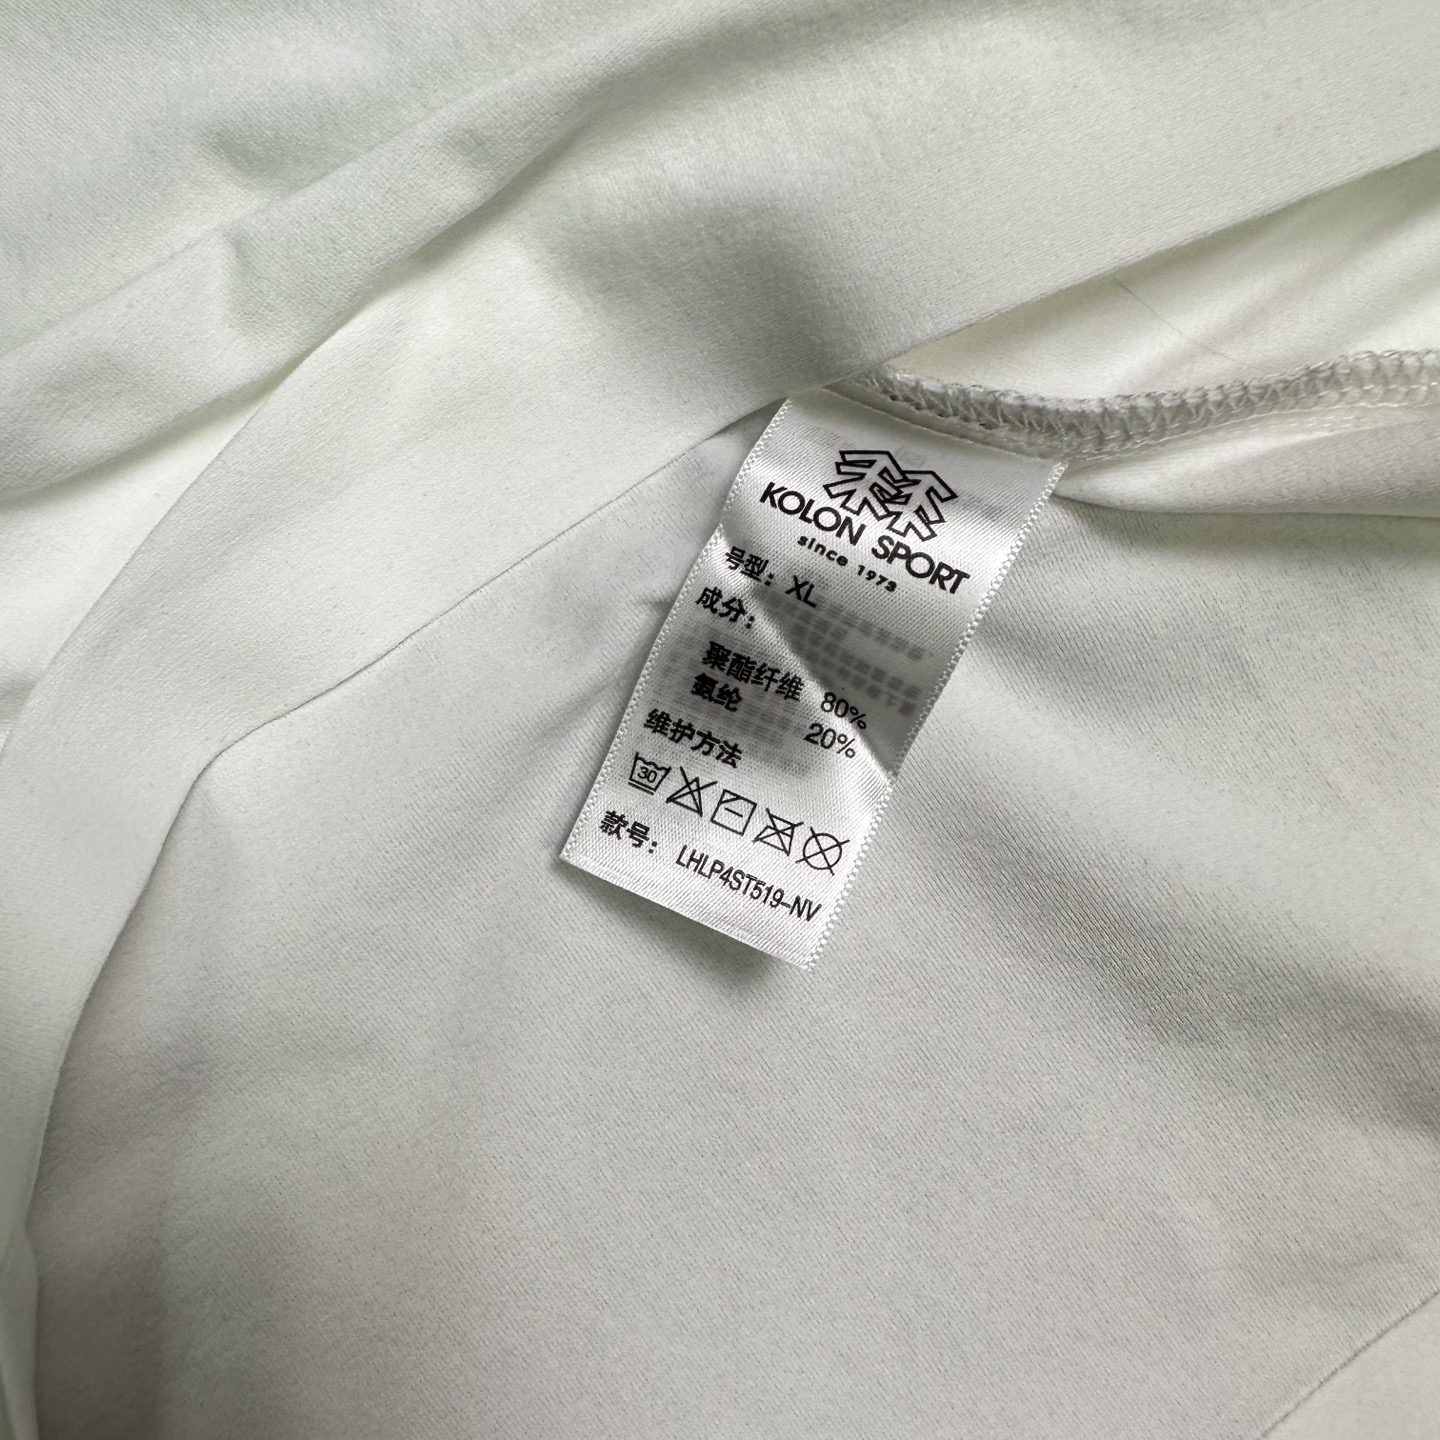 KOLON SPORT
since 1973
号型：XL
成分：
聚酯纤维 80%
氨纶 20%
维护方法
30
款号： LHLP4ST519-NV